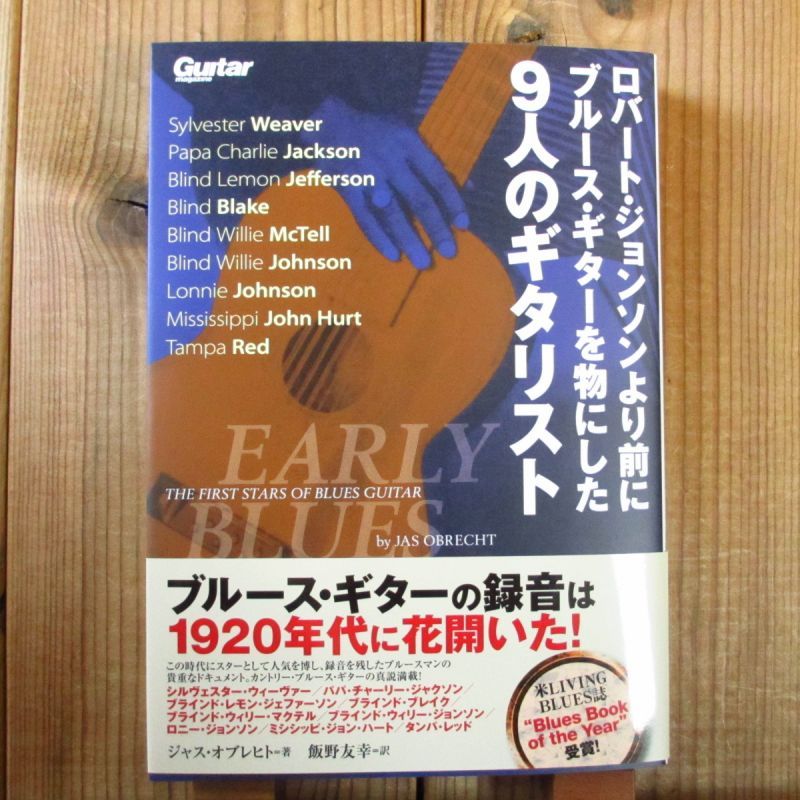 Guitar
magazine
ロバート・ジョンソンより前に
ブルース・ギターを物にした
9人のギタリスト
Sylvester Weaver
Papa Charlie Jackson
Blind Lemon Jefferson
Blind Blake
Blind Willie McTell
Blind Willie Johnson
Lonnie Johnson
Mississippi John Hurt
Tampa Red
EARLY
THE FIRST STARS OF BLUES GUITAR
BLUES
by JAS OBRECHT
ブルース・ギターの録音は
1920年代に花開いた!
この時代にスターとして人気を博し、録音を残したブルースマンの
貴重なドキュメント。カントリー・ブルース・ギターの真説満載!
シルヴェスター・ウィーヴァー/パパ・チャーリー・ジャクソン/
ブラインド・レモン・ジェファーソン/ブラインド・ブレイク/
ブラインド・ウィリー・マクテル/ブラインド・ウィリー・ジョンソン/
ロニー・ジョンソン/ミシシッピ・ジョン・ハート/タンパ・レッド
ジャス・オブレヒト=著 飯野友幸=訳
米LIVING
BLUES誌
“Blues Book
of the Year”
受賞!